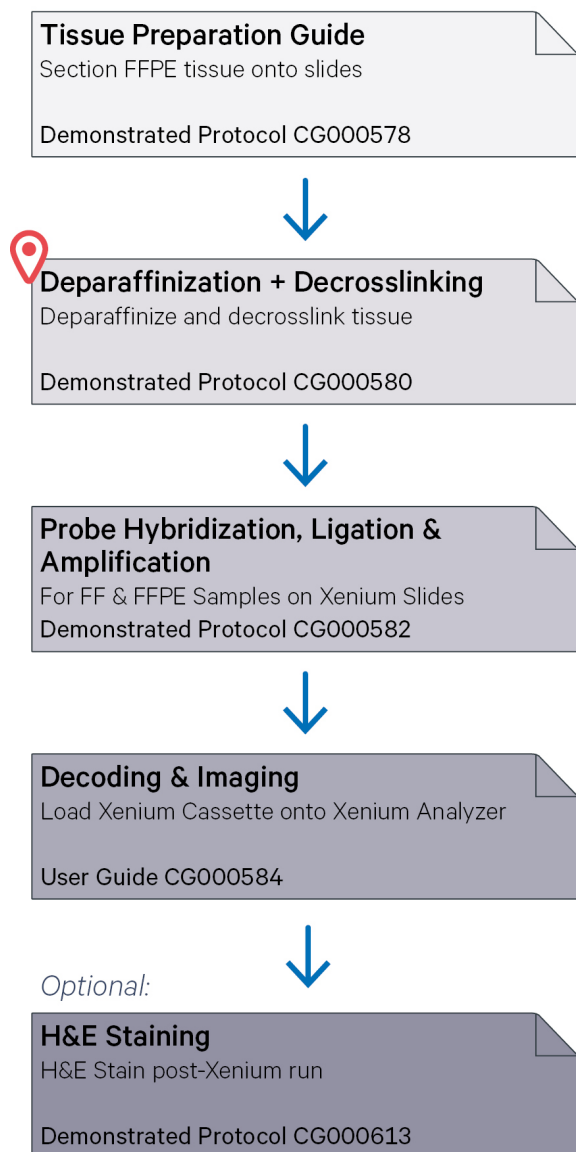 Tissue Preparation Guide
Section FFPE tissue onto slides
Demonstrated Protocol CG000578
Deparaffinization + Decrosslinking
Deparaffinize and decrosslink tissue
Demonstrated Protocol CG000580
Probe Hybridization, Ligation &
Amplification
For FF & FFPE Samples on Xenium Slides
Demonstrated Protocol CG000582
Decoding & Imaging
Load Xenium Cassette onto Xenium Analyzer
User Guide CG000584
Optional:
H&E Staining
H&E Stain post-Xenium run
Demonstrated Protocol CG000613